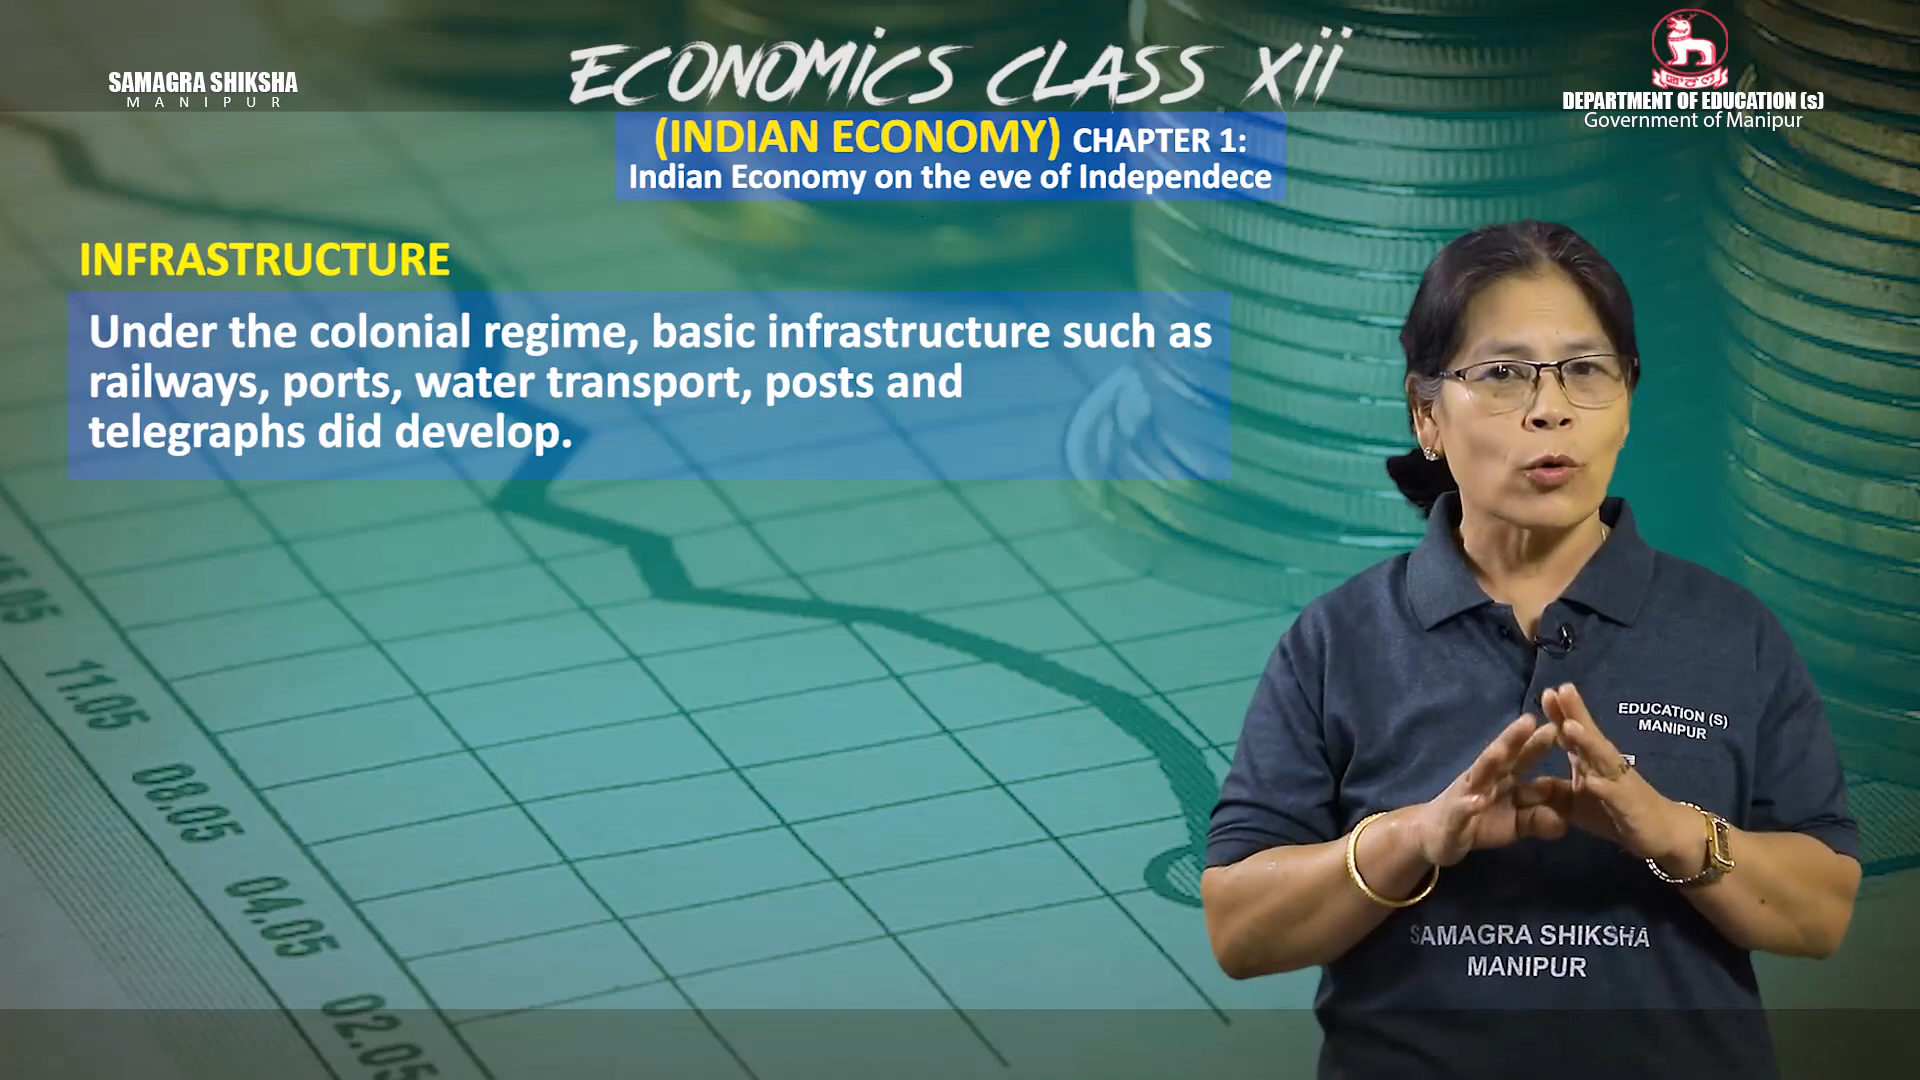 SAMAGRA SHIKSHA
MANIPUR
ECONOMICS CLASS Xii
DEPARTMENT OF EDUCATION (s)
Government of Manipur
(INDIAN ECONOMY) CHAPTER 1:
Indian Economy on the eve of Independece
INFRASTRUCTURE
Under the colonial regime, basic infrastructure such as
railways, ports, water transport, posts and
telegraphs did develop.
11.05
08.05
04.05
02.05
EDUCATION (S)
MANIPUR
SAMAGRA SHIKSHA
MANIPUR